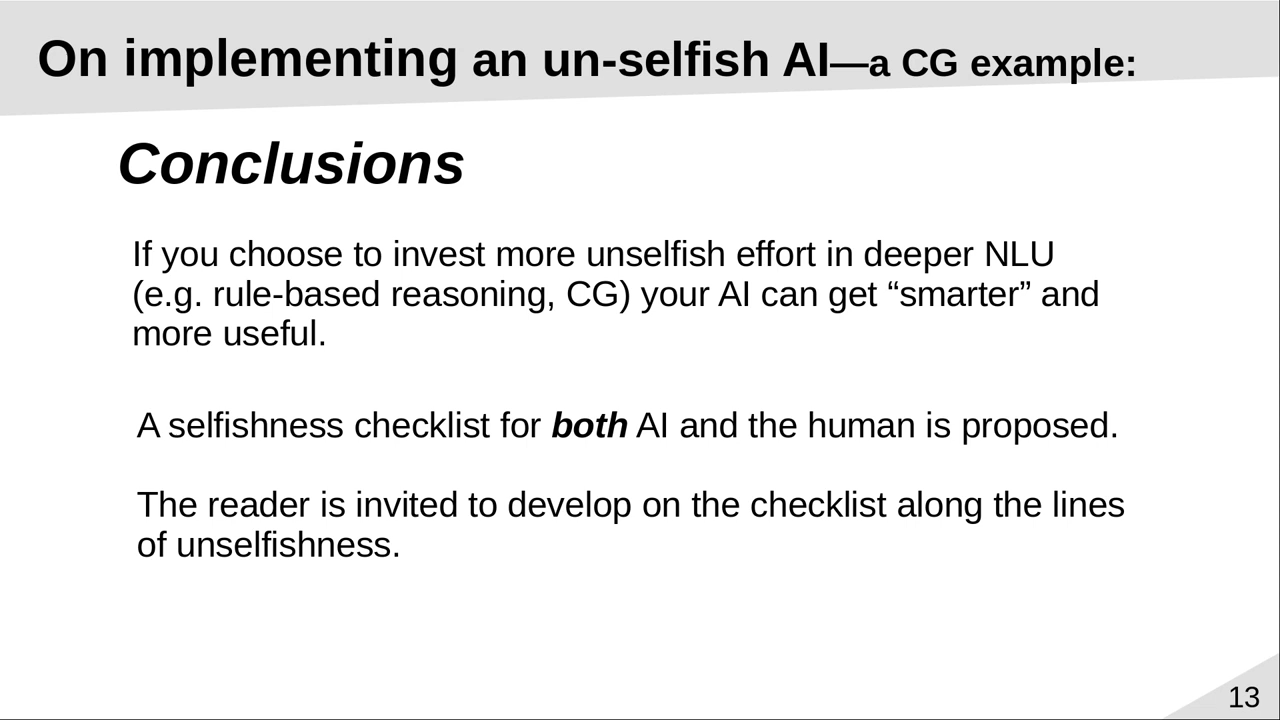 On implementing an un-selfish AI—a CG example:
Conclusions
If you choose to invest more unselfish effort in deeper NLU
(e.g. rule-based reasoning, CG) your AI can get “smarter” and
more useful.
A selfishness checklist for both AI and the human is proposed.
The reader is invited to develop on the checklist along the lines
of unselfishness.
13